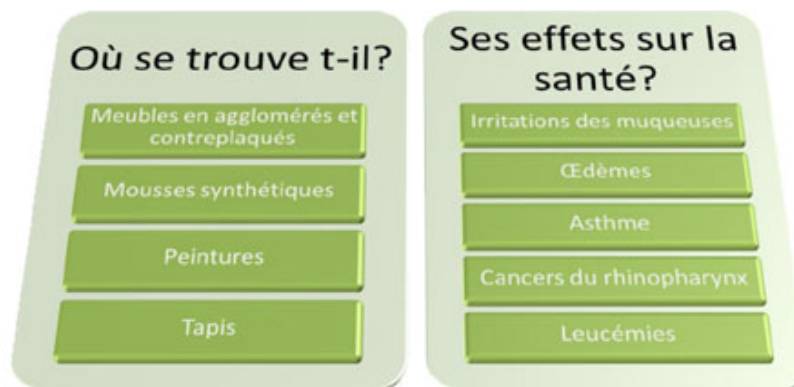 Où se trouve t-il?
Meubles en agglomérés et
contreplaqués
Mousses synthétiques
Peintures
Tapis
Ses effets sur la
santé?
Irritations des muqueuses
Œdèmes
Asthme
Cancers du rhinopharynx
Leucémies